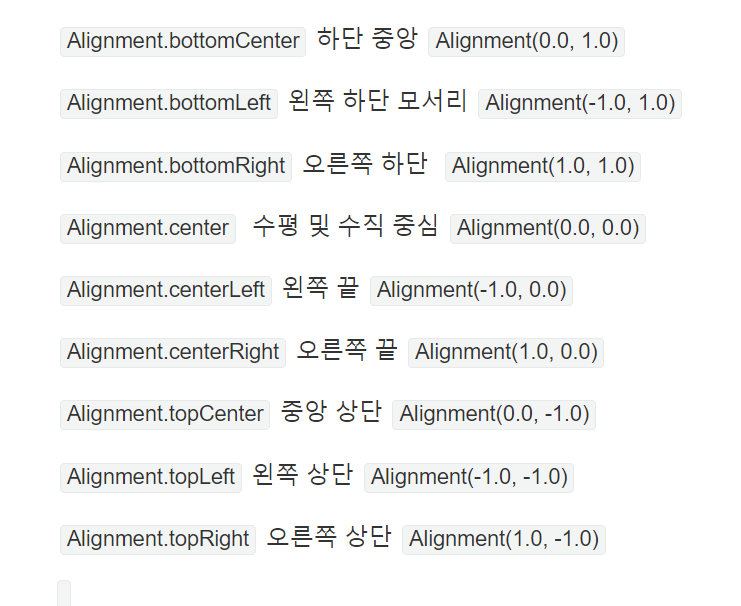 Alignment.bottomCenter 하단 중앙 Alignment(0.0, 1.0)
Alignment.bottomLeft 왼쪽 하단 모서리 Alignment(-1.0, 1.0)
Alignment.bottomRight 오른쪽 하단 Alignment(1.0, 1.0)
Alignment.center 수평 및 수직 중심 Alignment(0.0, 0.0)
Alignment.centerLeft 왼쪽 끝 Alignment(-1.0, 0.0)
Alignment.centerRight 오른쪽 끝 Alignment(1.0, 0.0)
Alignment.topCenter 중앙 상단 Alignment(0.0, -1.0)
Alignment.topLeft 왼쪽 상단 Alignment(-1.0, -1.0)
Alignment.topRight 오른쪽 상단 Alignment(1.0, -1.0)